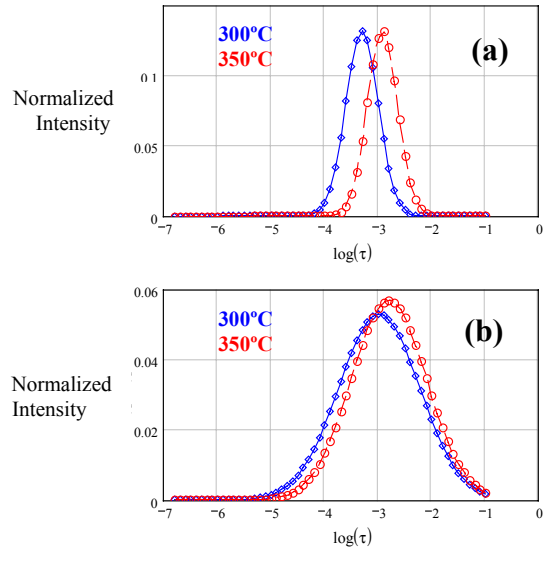 300ºC
350ºC
(a)
0.1
Normalized
Intensity
0.05
0
−7 −6 −5 −4 −3 −2 −1 0
log(τ)
0.06
300ºC
350ºC
(b)
0.04
Normalized
Intensity
0.02
0
−7 −6 −5 −4 −3 −2 −1 0
log(τ)